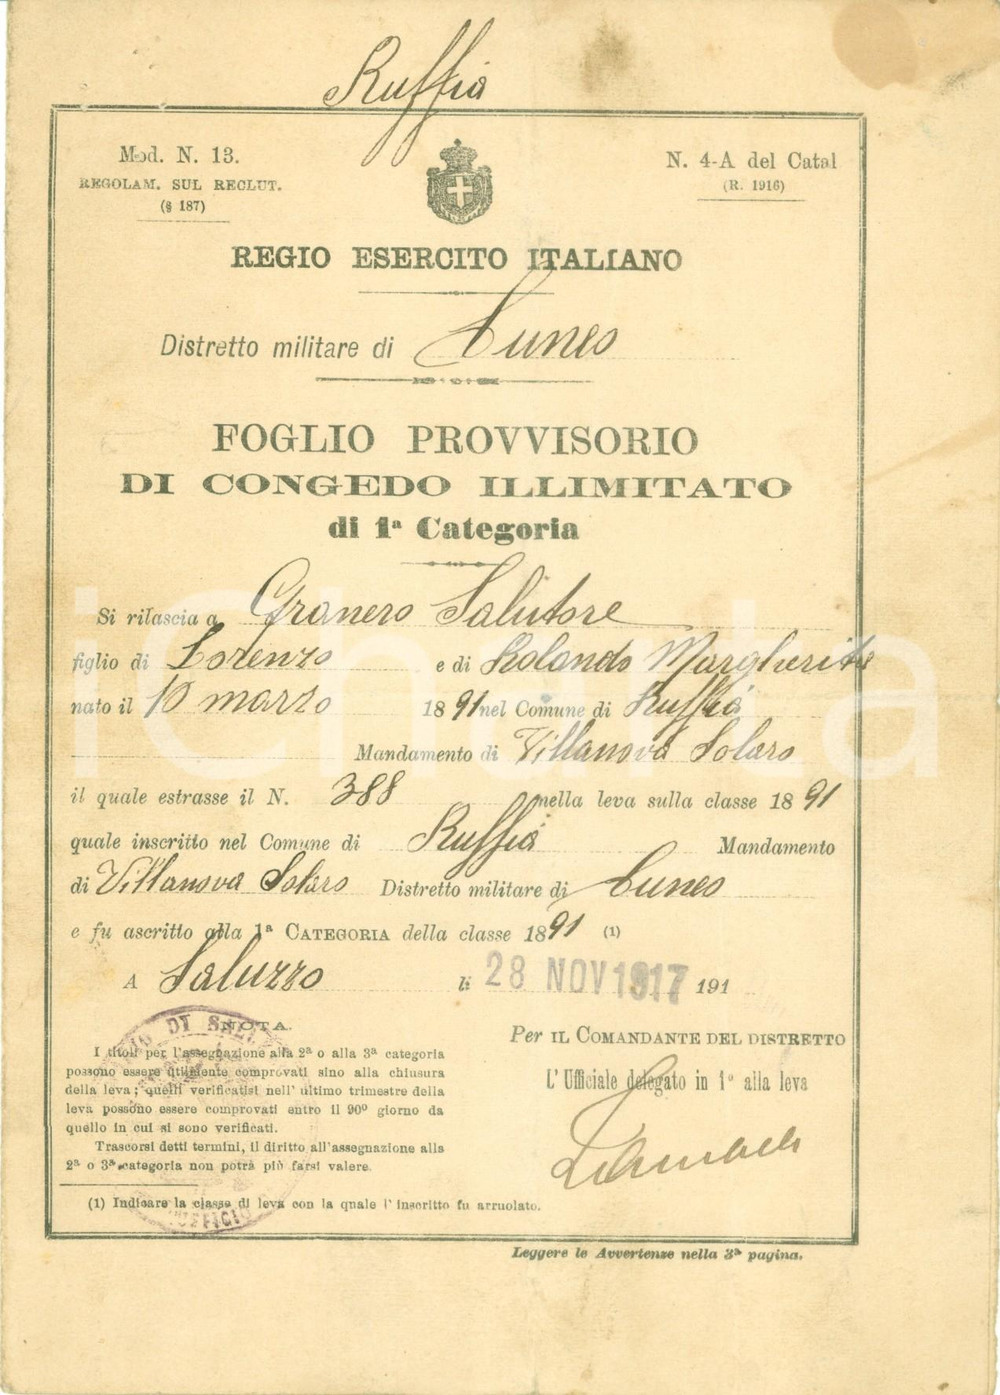 Ruffia
Mod. N. 13.
REGOLAM. SUL RECLUT.
(§ 187)
N. 4-A del Catal
(R. 1916)
REGIO ESERCITO ITALIANO
Distretto militare di Cuneo
FOGLIO PROVVISORIO
DI CONGEDO ILLIMITATO
di 1ª Categoria
Si rilascia a Granero Salutore
figlio di Lorenzo e di Rolando Margherita
nato il 10 marzo 1891 nel Comune di Ruffia
Mandamento di Villanova Solaro
il quale estrasse il N. 388 nella leva sulla classe 1891
quale inscritto nel Comune di Ruffia Mandamento
di Villanova Solaro Distretto militare di Cuneo
e fu ascritto alla 1ª CATEGORIA della classe 1891 (1)
A Saluzzo li 28 NOV 1917 191
NOTA.
I titoli per l'assegnazione alla 2ª o alla 3ª categoria
possono essere utilmente comprovati sino alla chiusura
della leva; quelli verificatisi nell' ultimo trimestre della
leva possono essere comprovati entro il 90º giorno da
quello in cui si sono verificati.
Trascorsi detti termini, il diritto all'assegnazione alla
2ª o 3ª categoria non potrà più farsi valere.
(1) Indicare la classe di leva con la quale l' inscritto fu arruolato.
Per IL COMANDANTE DEL DISTRETTO
L'Ufficiale delegato in 1º alla leva
Leggere le Avvertenze nella 3ª pagina.
iCharta